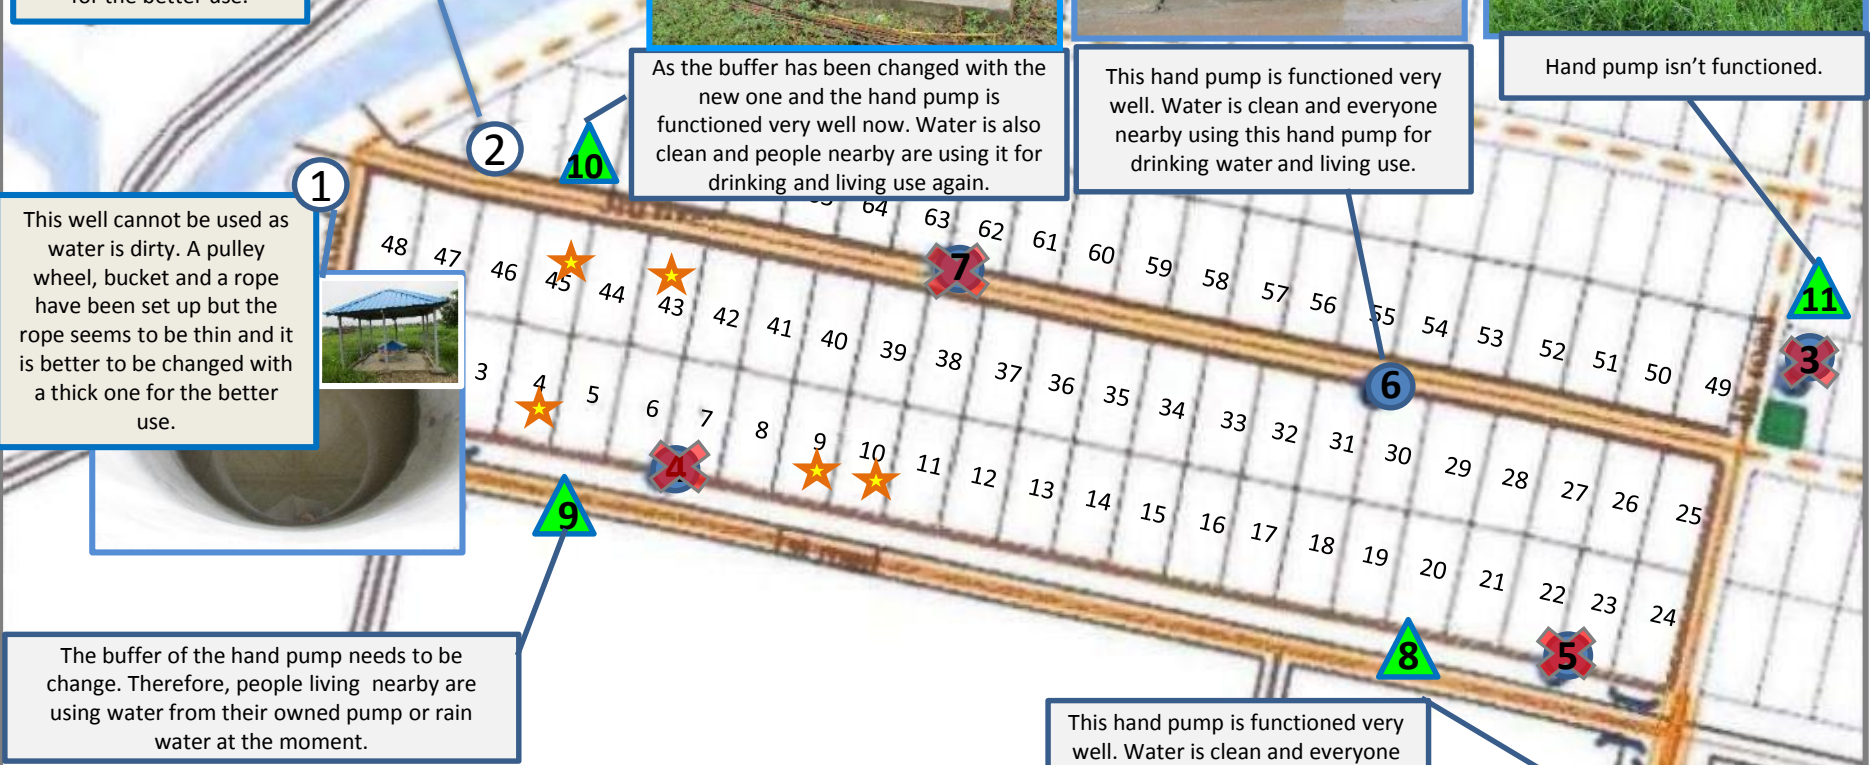 for the better use.
As the buffer has been changed with the
new one and the hand pump is
functioned very well now. Water is also
clean and people nearby are using it for
drinking and living use again.
This hand pump is functioned very
well. Water is clean and everyone
nearby using this hand pump for
drinking water and living use.
Hand pump isn't functioned.
2
10
1
This well cannot be used as
water is dirty. A pulley
wheel, bucket and a rope
have been set up but the
rope seems to be thin and it
is better to be changed with
a thick one for the better
use.
64 63 62 61 60 59 58 57 56 55 54 53 52 51 50 49
7
11
3
6
48 47 46 45 44 43 42 41 40 39 38 37 36 35 34 33 32 31 30 29 28 27 26 25
3 4 5 6 7 8 9 10 11 12 13 14 15 16 17 18 19 20 21 22 23 24
4
9
8
5
The buffer of the hand pump needs to be
change. Therefore, people living nearby are
using water from their owned pump or rain
water at the moment.
This hand pump is functioned very
well. Water is clean and everyone